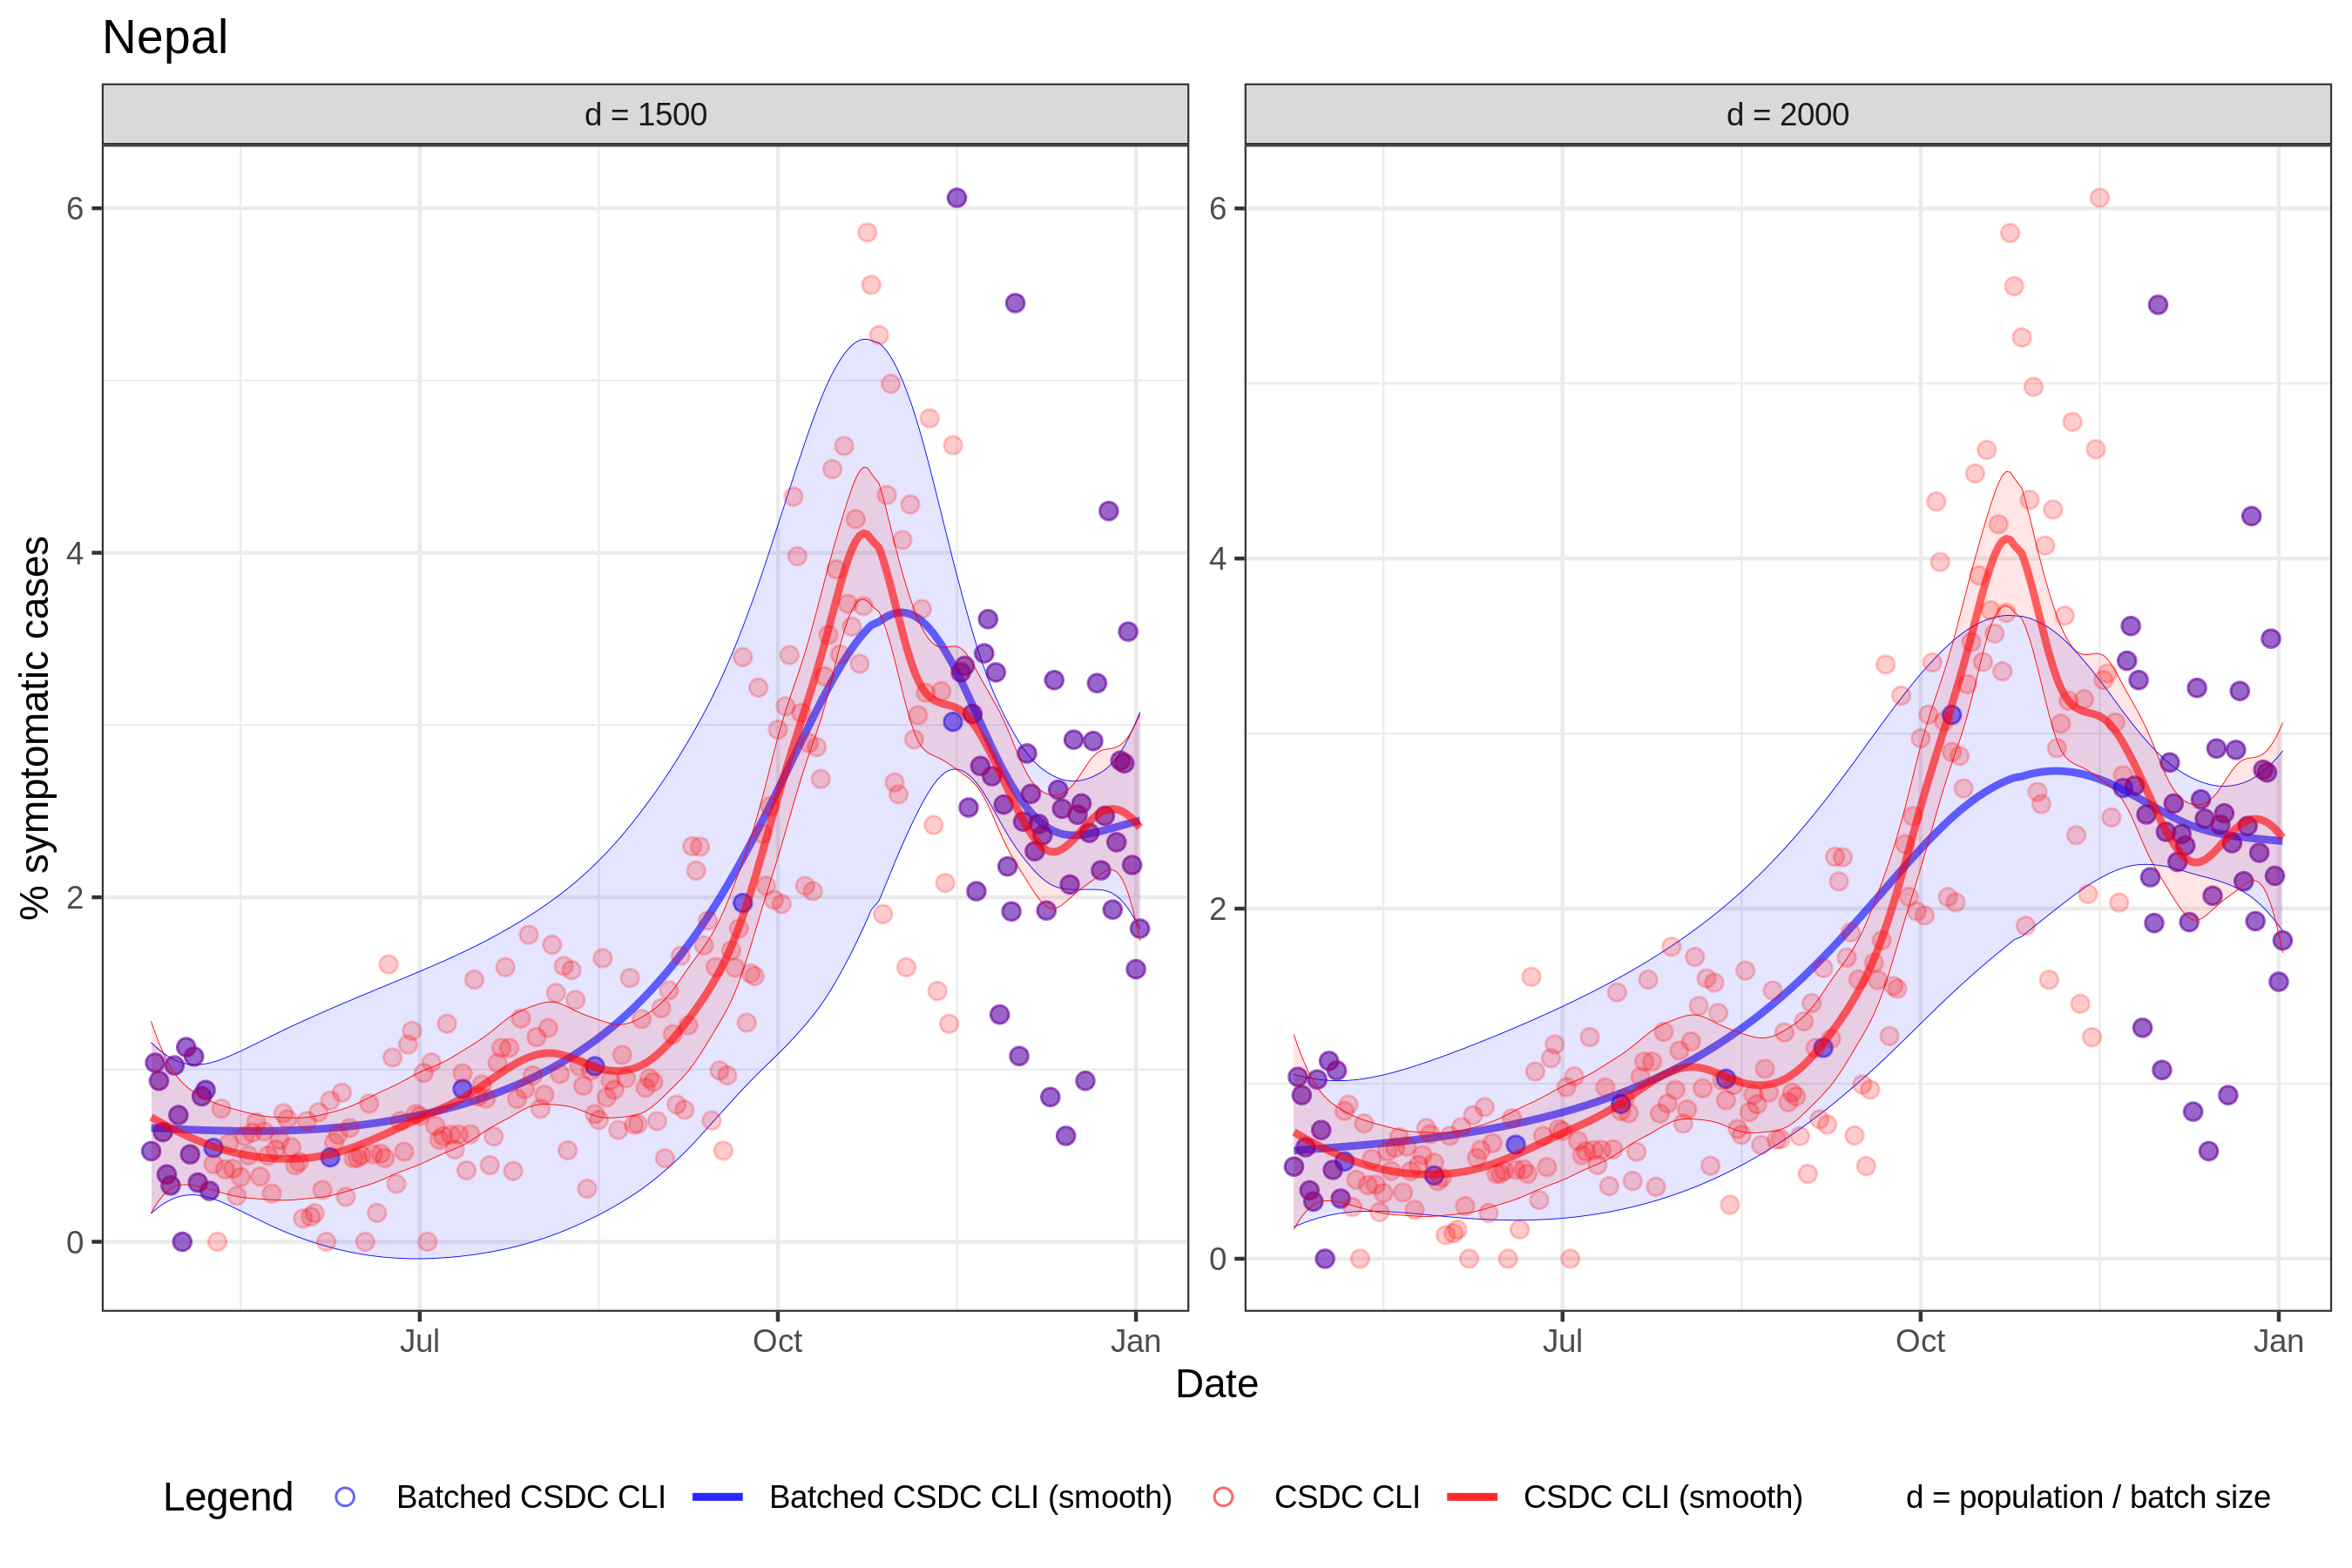 Nepal
d = 1500
d = 2000
% symptomatic cases
6
4
2
0
6
4
2
0
Jul
Oct
Jan
Jul
Oct
Jan
Date
Legend Batched CSDC CLI Batched CSDC CLI (smooth) CSDC CLI CSDC CLI (smooth) d = population / batch size